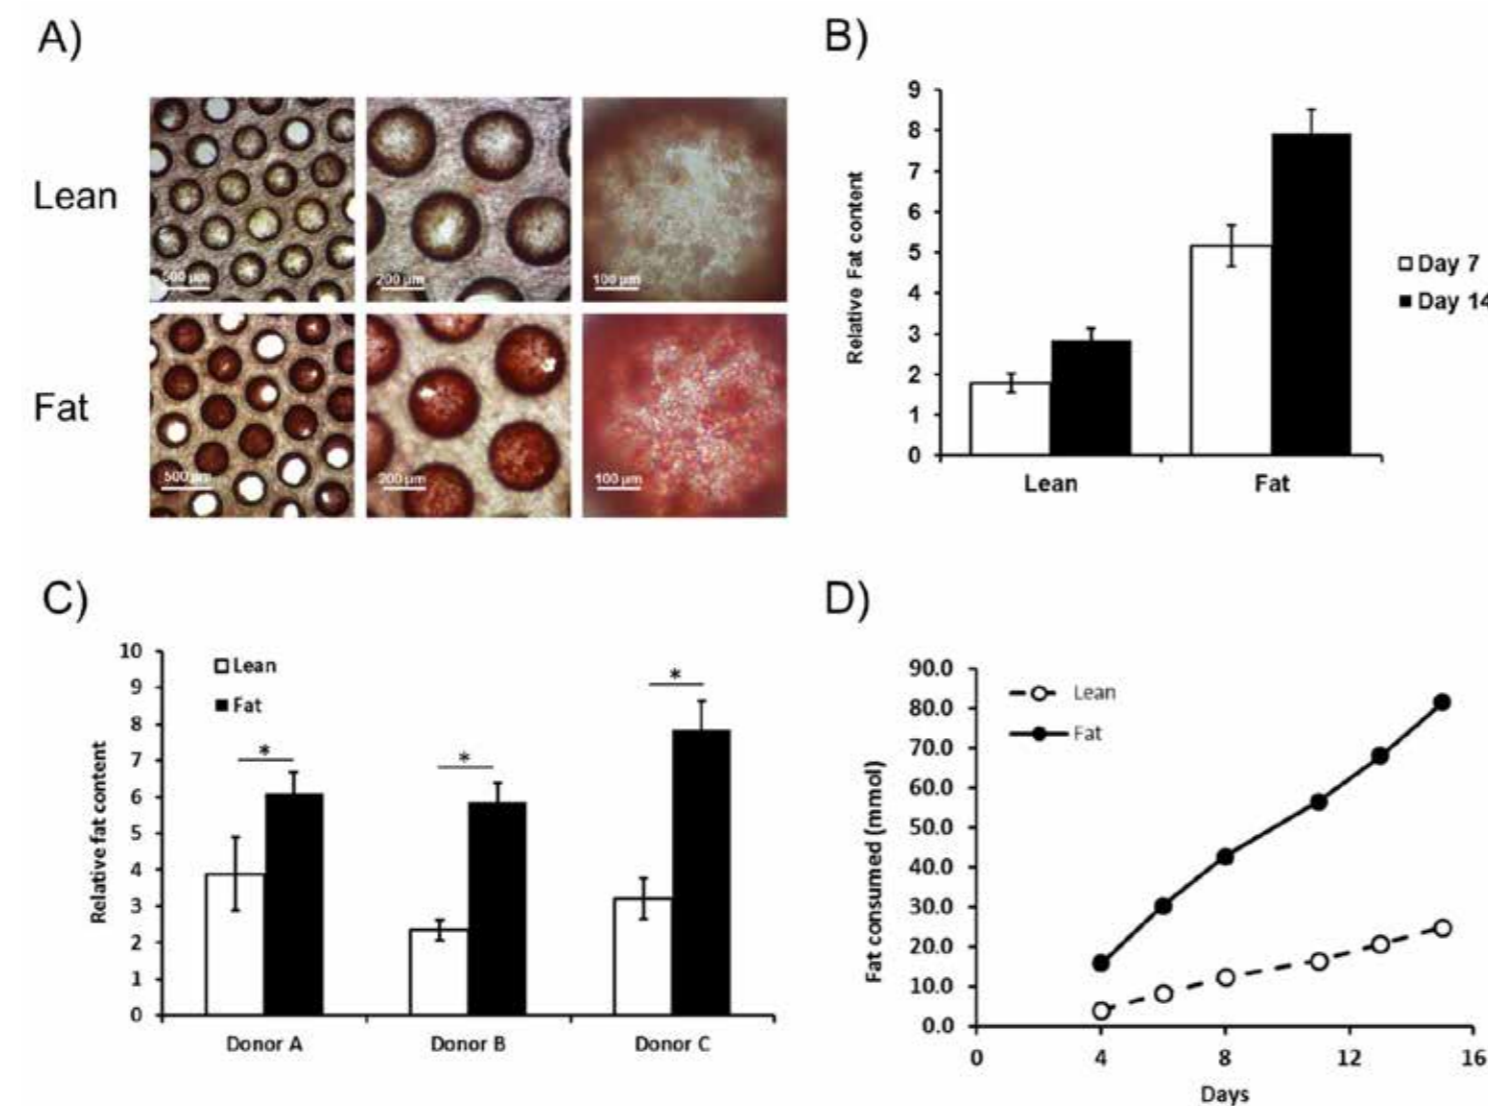 A)
Lean
500 µm
200 µm
100 µm
Fat
500 µm
200 µm
100 µm
B)
Relative Fat content
9
8
7
6
5
4
3
2
1
0
Lean
Fat
Day 7
Day 14
C)
Relative fat content
10
9
8
7
6
5
4
3
2
1
0
Lean
Fat
*
*
*
Donor A
Donor B
Donor C
D)
Fat consumed (mmol)
90.0
80.0
70.0
60.0
50.0
40.0
30.0
20.0
10.0
0.0
Lean
Fat
0
4
8
12
16
Days